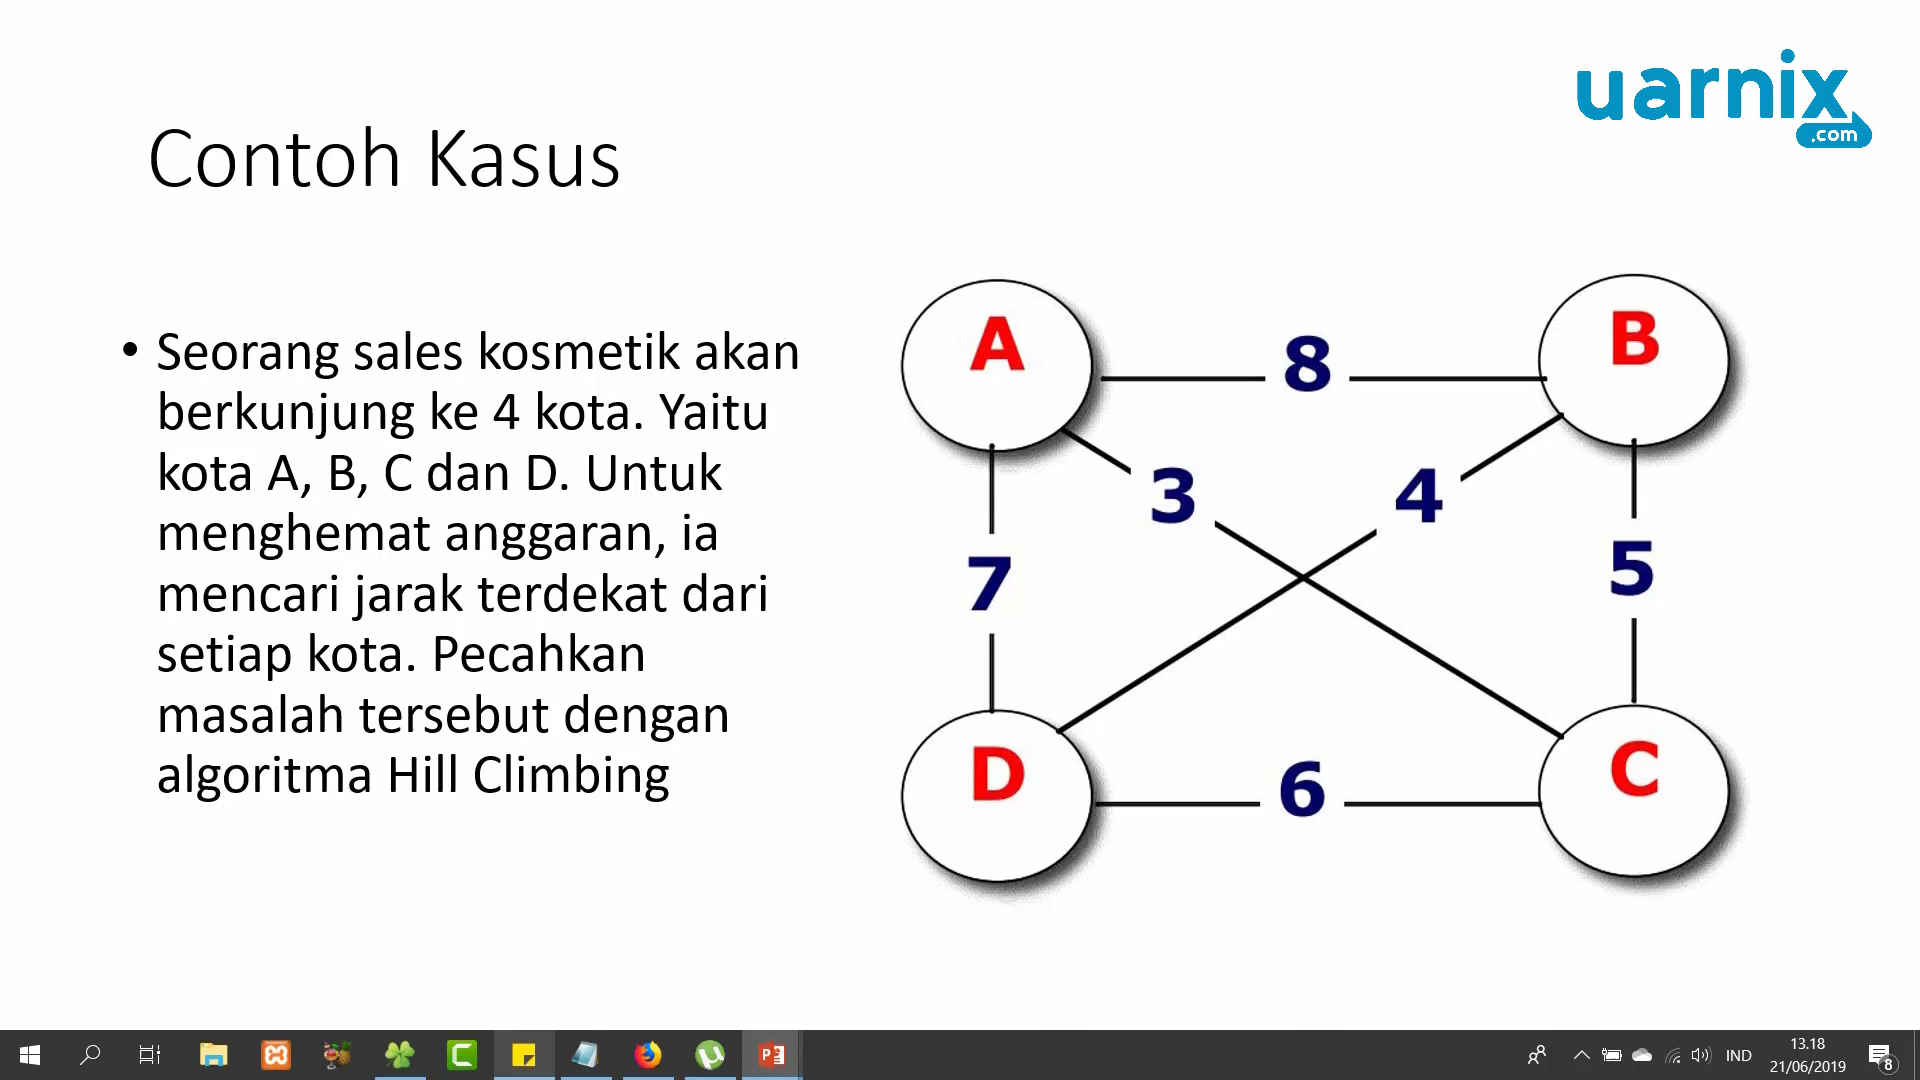 uarnix
.com
Contoh Kasus
• Seorang sales kosmetik akan
berkunjung ke 4 kota. Yaitu
kota A, B, C dan D. Untuk
menghemat anggaran, ia
mencari jarak terdekat dari
setiap kota. Pecahkan
masalah tersebut dengan
algoritma Hill Climbing
A
8
B
3
4
7
5
D
6
C
IND
13.18
21/06/2019
8